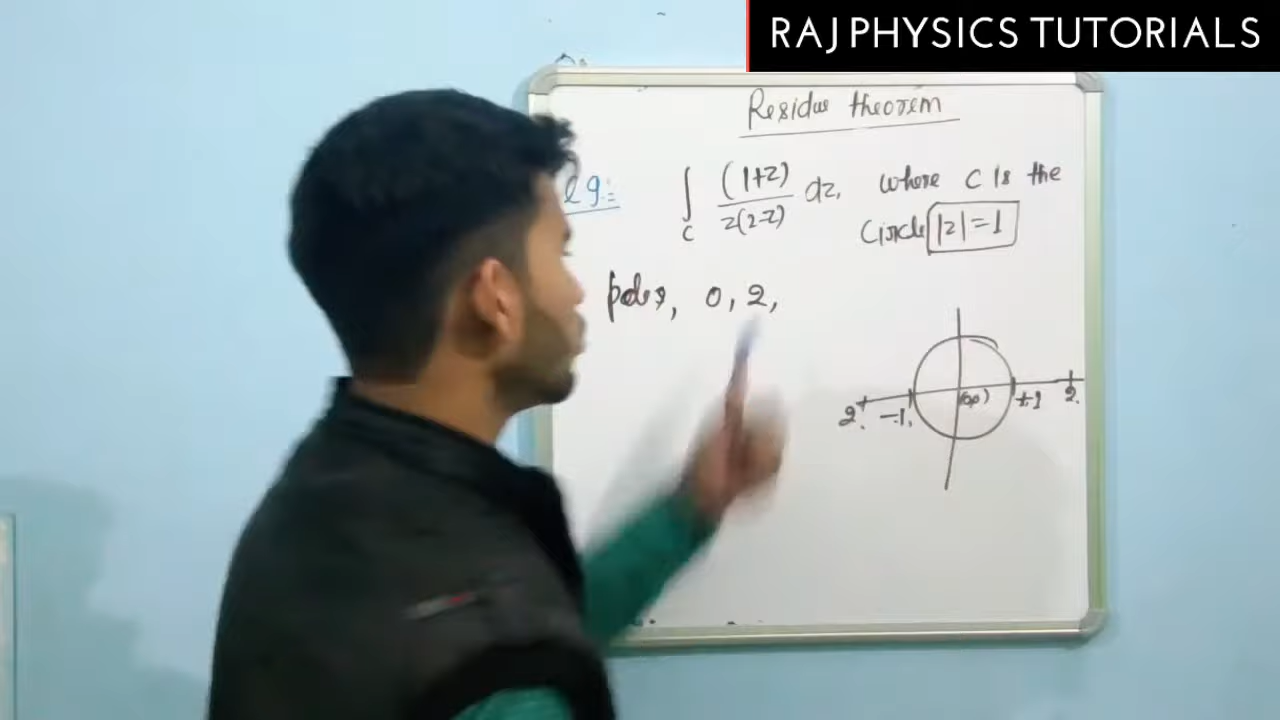 RAJ PHYSICS TUTORIALS
Residue theorem
eg:- ∫_C (1+z)/z(2-z) dz, where C is the
Circle |z|=1
poles, 0, 2,
2. -1. (0,0) +1 2.